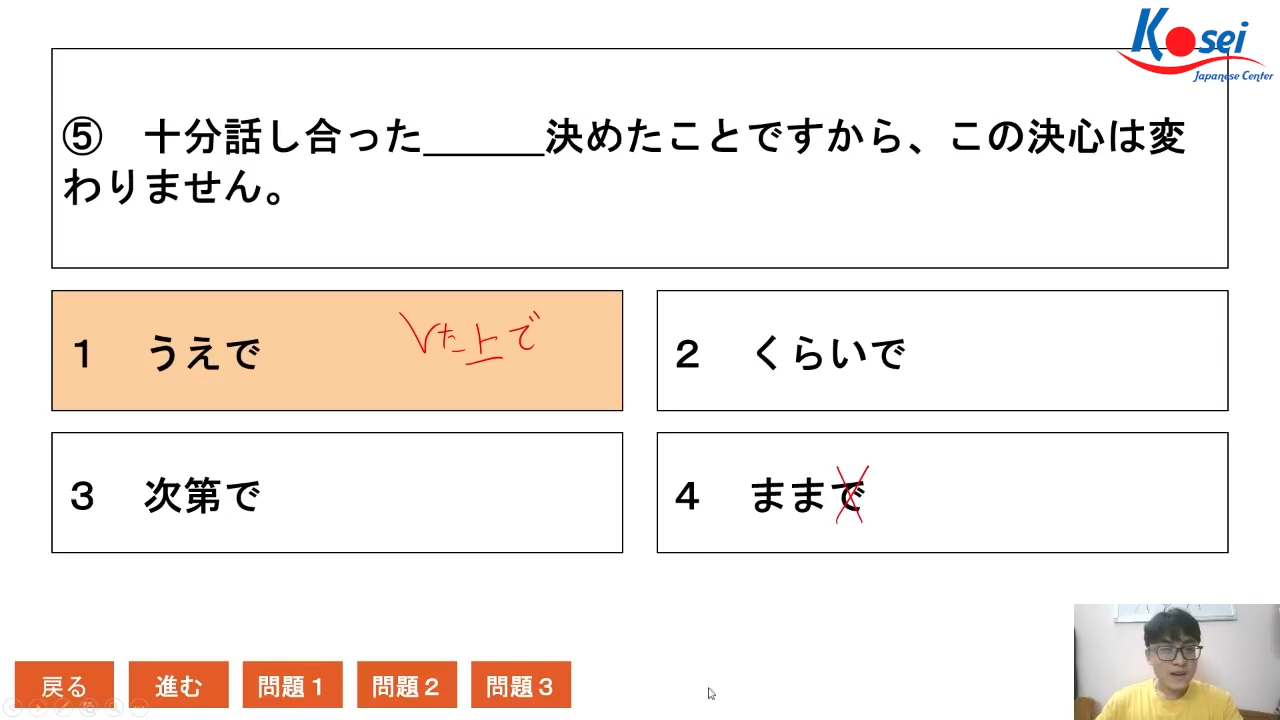 Kosei
Japanese Center
⑤　十分話し合った______決めたことですから、この決心は変
わりません。
１　うえで
Vた上で
２　くらいで
３　次第で
４　ままで
戻る
進む
問題１
問題２
問題３